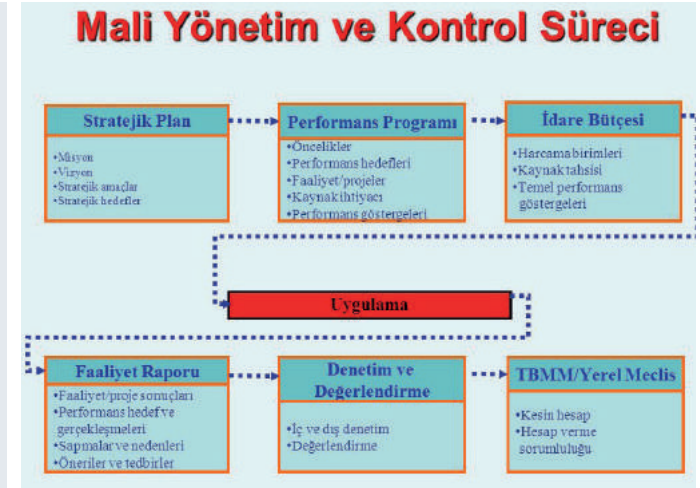 Mali Yönetim ve Kontrol Süreci
Stratejik Plan
•Misyon
•Vizyon
•Stratejik amaçlar
•Stratejik hedefler
Performans Programı
•Öncelikler
•Performans hedefleri
•Faaliyet/projeler
•Kaynak ihtiyacı
•Performans göstergeleri
İdare Bütçesi
•Harcama birimleri
•Kaynak tahsisi
•Temel performans
göstergeleri
Uygulama
Faaliyet Raporu
•Faaliyet/proje sonuçları
•Performans hedef ve
gerçekleşmeleri
•Sapmalar ve nedenleri
•Öneriler ve tedbirler
Denetim ve
Değerlendirme
•İç ve dış denetim
•Değerlendirme
TBMM/Yerel Meclis
•Kesin hesap
•Hesap verme
sorumluluğu